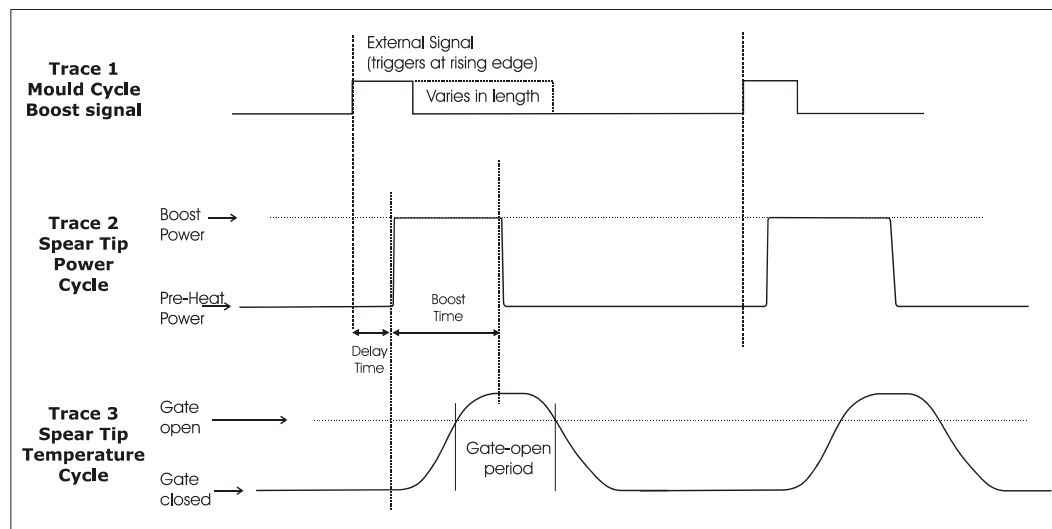 Trace 1
Mould Cycle
Boost signal
External Signal
(triggers at rising edge)
Varies in length
Trace 2
Spear Tip
Power
Cycle
Boost
Power
Pre-Heat
Power
Boost
Time
Delay
Time
Trace 3
Spear Tip
Temperature
Cycle
Gate
open
Gate-open
period
Gate
closed